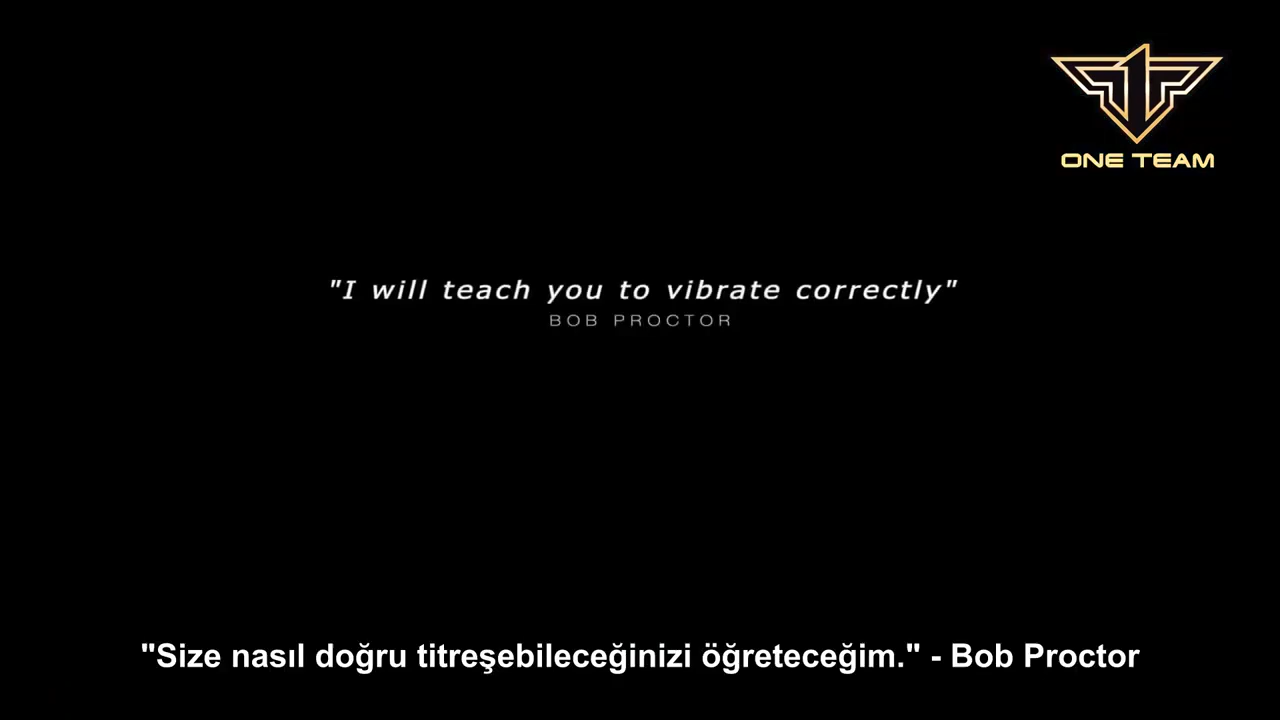 ONE TEAM
"I will teach you to vibrate correctly"
BOB PROCTOR
"Size nasıl doğru titreşebileceğinizi öğreteceğim." - Bob Proctor